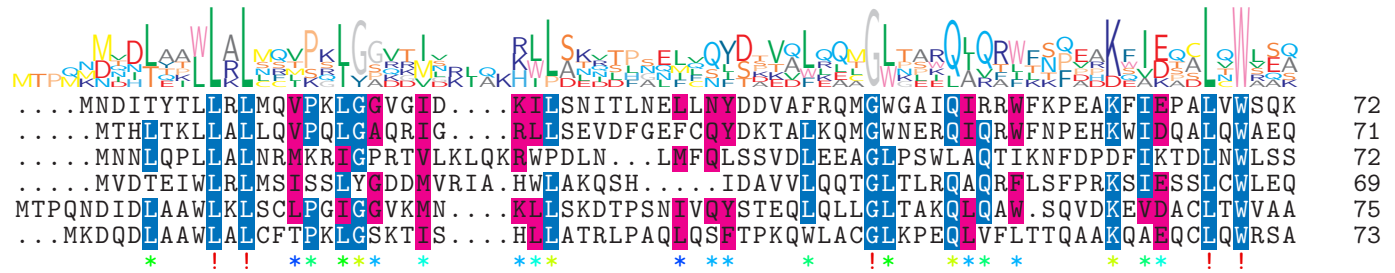 ....MNDITYTLLRLMQVPKLGGVGID....KILSNITLNELLNYDDVAFRQMGWGAIQIRRWFKPEAKFIEPALVWSQK 72
.....MTHLTKLLALLQVPQLGAQRIG....RLLSEVDFGEFCQYDKTALKQMGWNERQIQRWFNPEHKWIDQALQWAEQ 71
.....MNNLQPLLALNRMKRIGPRTVLKLQKRWPDLN...LMFQLSSVDLEEAGLPSWLAQTIKNFDPDFIKTDLNWLSS 72
.....MVDTEIWLRLMSISSLYGDDMVRIA.HWLAKQSH.....IDAVVLQQTGLTLRQAQRFLSFPRKSIESSLCWLEQ 69
MTPQNDIDLAAWLKLSCLPGIGGVKMN....KLLSKDTPSNIVQYSTEQLQLLGLTAKQLQAW.SQVDKEVDACLTWVAA 75
...MKDQDLAAWLALCFTPKLGSKTIS....HLLATRLPAQLQSFTPKQWLACGLKPEQLVFLTTQAAKQAEQCLQWRSA 73
* ! ! ** *** * *** * ** * !* * * * * ** ! !